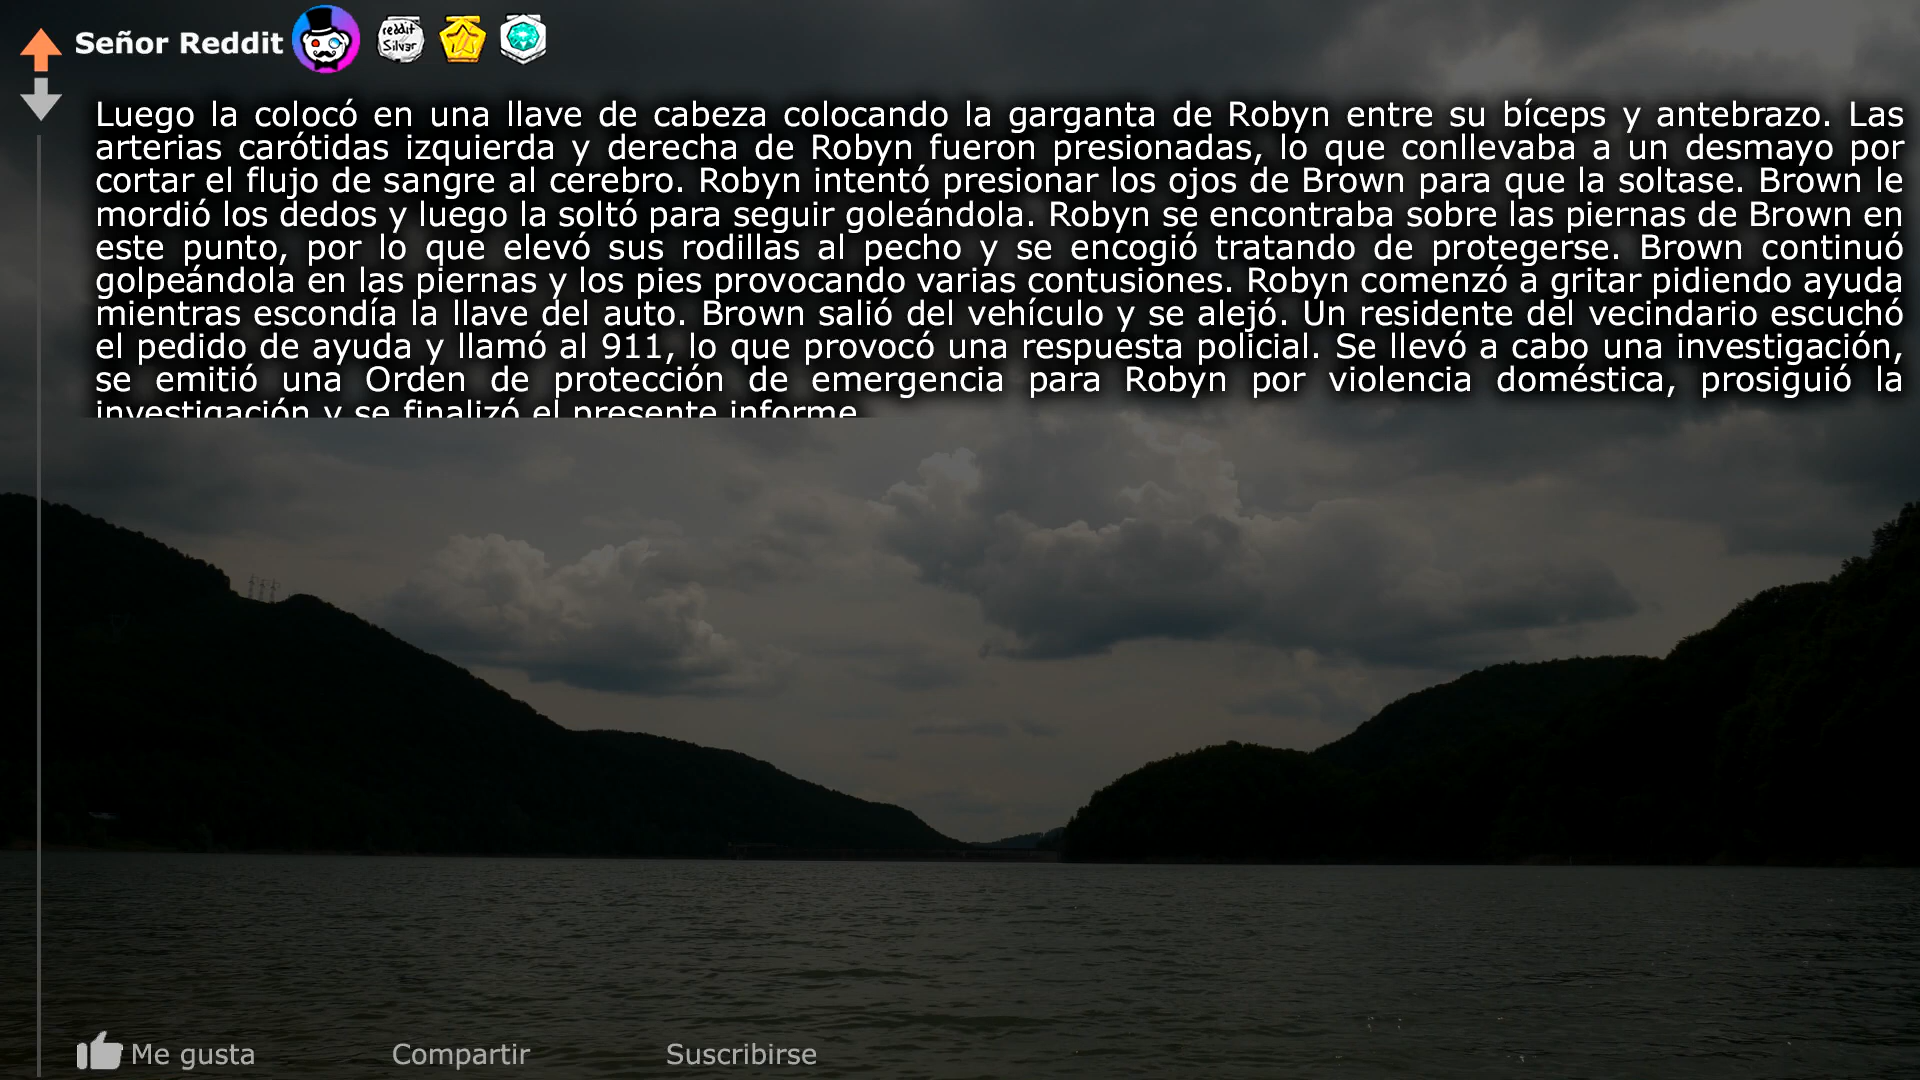 Señor Reddit
reddit
Silver
Luego la colocó en una llave de cabeza colocando la garganta de Robyn entre su bíceps y antebrazo. Las
arterias carótidas izquierda y derecha de Robyn fueron presionadas, lo que conllevaba a un desmayo por
cortar el flujo de sangre al cerebro. Robyn intentó presionar los ojos de Brown para que la soltase. Brown le
mordió los dedos y luego la soltó para seguir goleándola. Robyn se encontraba sobre las piernas de Brown en
este punto, por lo que elevó sus rodillas al pecho y se encogió tratando de protegerse. Brown continuó
golpeándola en las piernas y los pies provocando varias contusiones. Robyn comenzó a gritar pidiendo ayuda
mientras escondía la llave del auto. Brown salió del vehículo y se alejó. Un residente del vecindario escuchó
el pedido de ayuda y llamó al 911, lo que provocó una respuesta policial. Se llevó a cabo una investigación,
se emitió una Orden de protección de emergencia para Robyn por violencia doméstica, prosiguió la
investigación y se finalizó el presente informe.
Me gusta
Compartir
Suscribirse